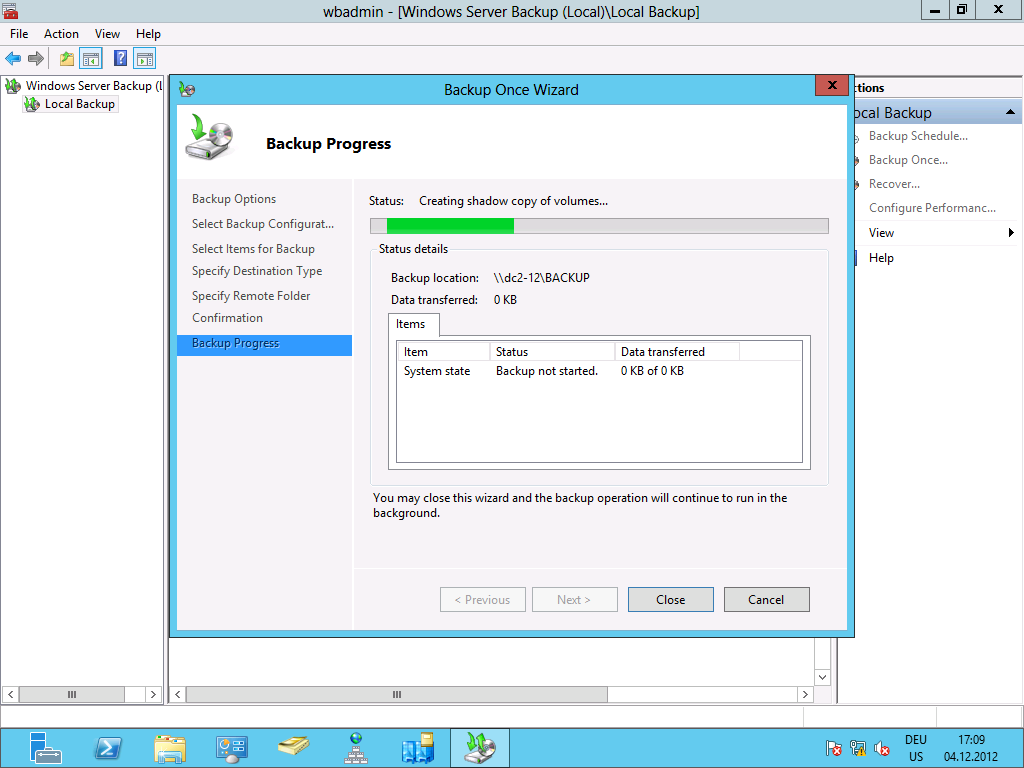 wbadmin - [Windows Server Backup (Local)\Local Backup]
File Action View Help
Windows Server Backup (L
Local Backup
Backup Once Wizard
Backup Progress
Backup Options
Select Backup Configurat...
Select Items for Backup
Specify Destination Type
Specify Remote Folder
Confirmation
Backup Progress
Status: Creating shadow copy of volumes...
Status details
Backup location: \\dc2-12\BACKUP
Data transferred: 0 KB
Items
Item Status Data transferred
System state Backup not started. 0 KB of 0 KB
You may close this wizard and the backup operation will continue to run in the
background.
< Previous Next > Close Cancel
ctions
ocal Backup
Backup Schedule...
Backup Once...
Recover...
Configure Performanc...
View
Help
DEU 17:09
US 04.12.2012